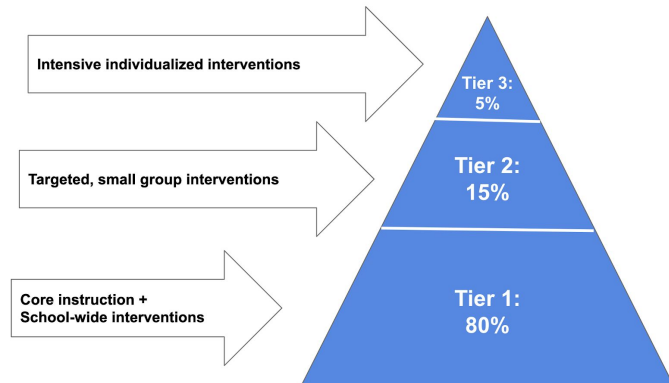 Intensive individualized interventions
Tier 3:
5%
Targeted, small group interventions
Tier 2:
15%
Core instruction +
School-wide interventions
Tier 1:
80%